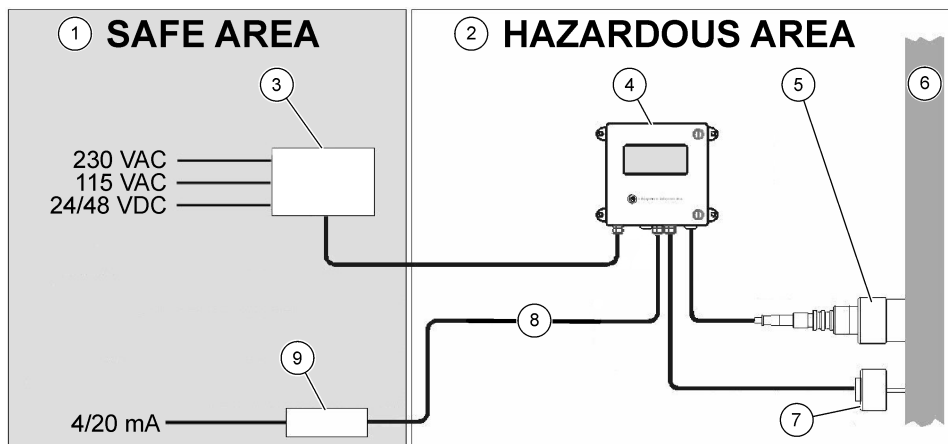 1 SAFE AREA
2 HAZARDOUS AREA
3
4
5
6
230 VAC
115 VAC
24/48 VDC
8
9
7
4/20 mA